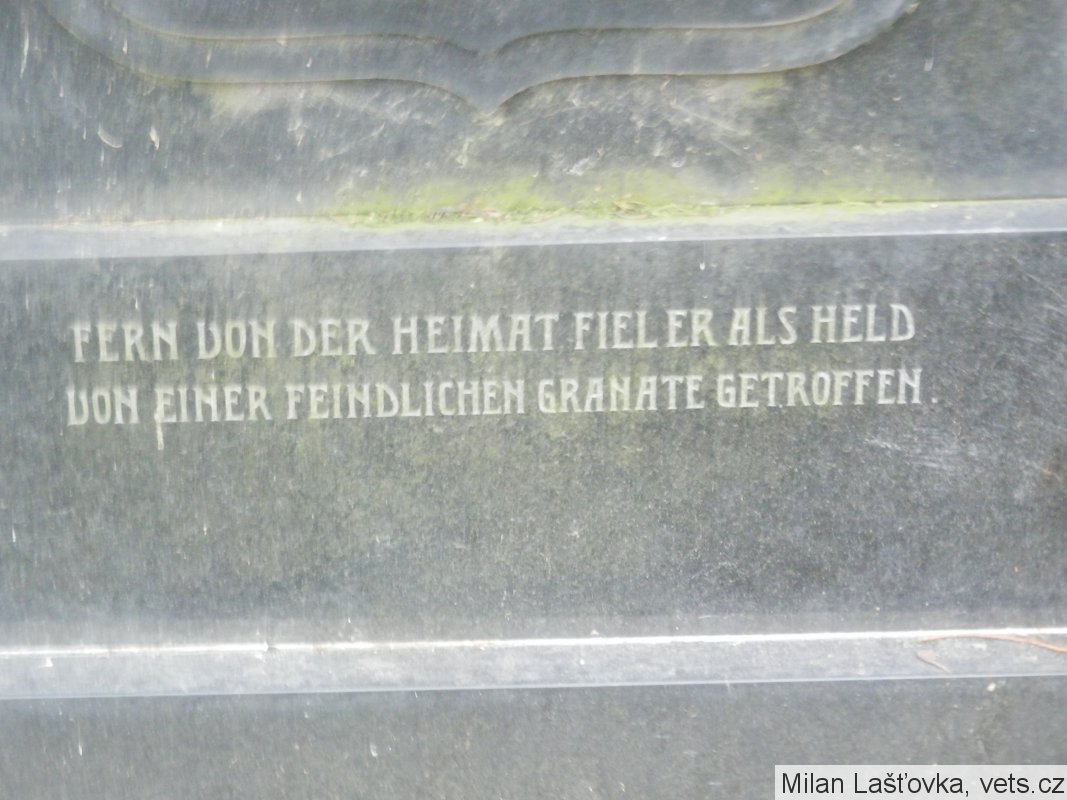 FERN VON DER HEIMAT FIEL ER ALS HELD
VON EINER FEINDLICHEN GRANATE GETROFFEN.
Milan Lašťovka, vets.cz